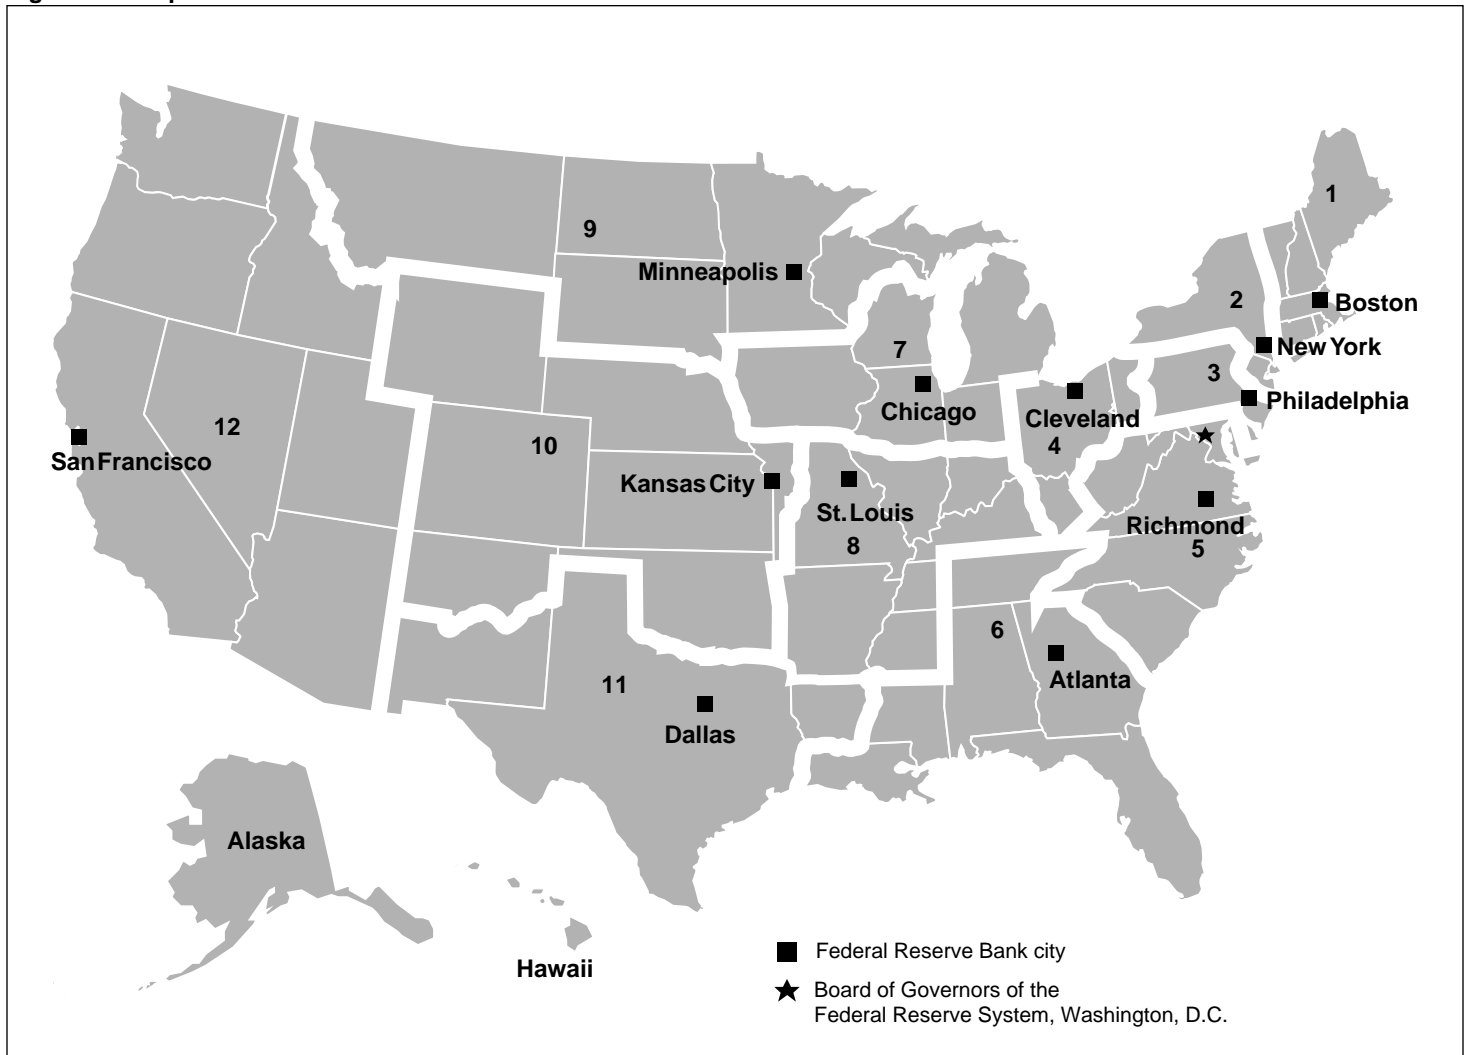 1
9
Minneapolis
2
Boston
7
New York
3
Chicago
Philadelphia
Cleveland
12
10
4
San Francisco
Kansas City
St. Louis
Richmond
8
5
6
11
Atlanta
Dallas
Alaska
Hawaii
Federal Reserve Bank city
Board of Governors of the
Federal Reserve System, Washington, D.C.